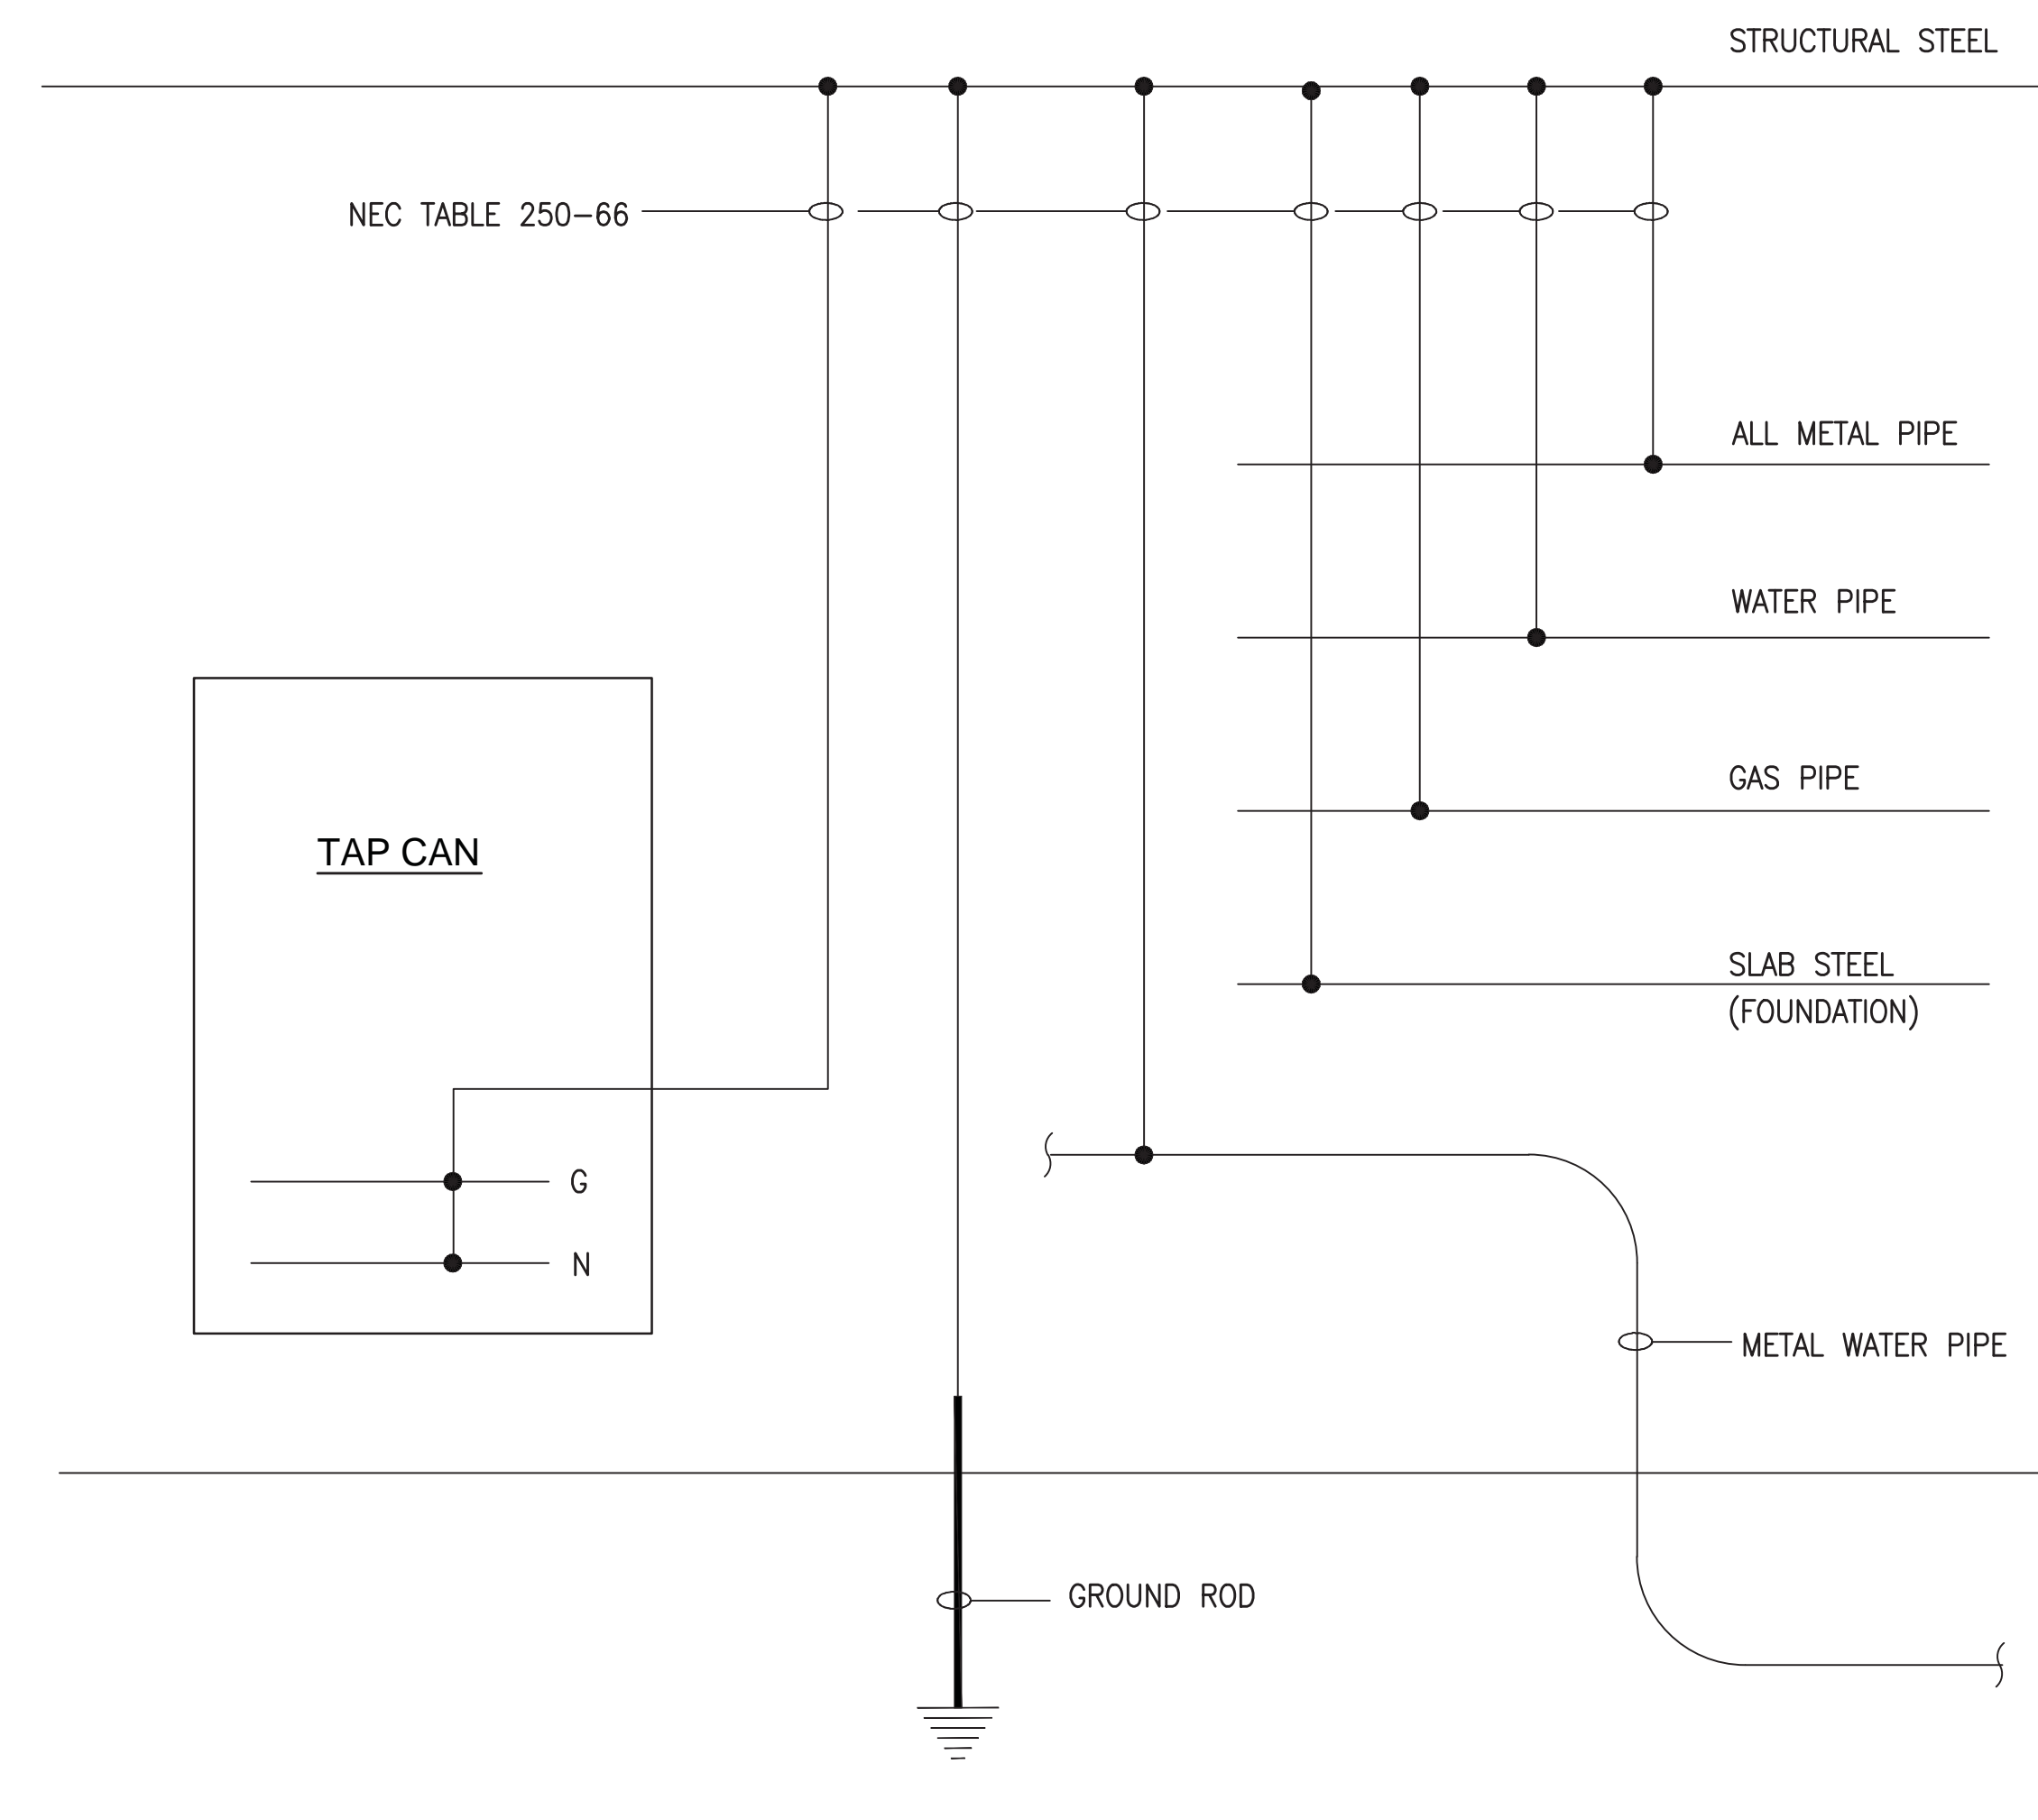 STRUCTURAL STEEL
NEC TABLE 250-66
ALL METAL PIPE
WATER PIPE
GAS PIPE
TAP CAN
SLAB STEEL
(FOUNDATION)
G
N
METAL WATER PIPE
GROUND ROD